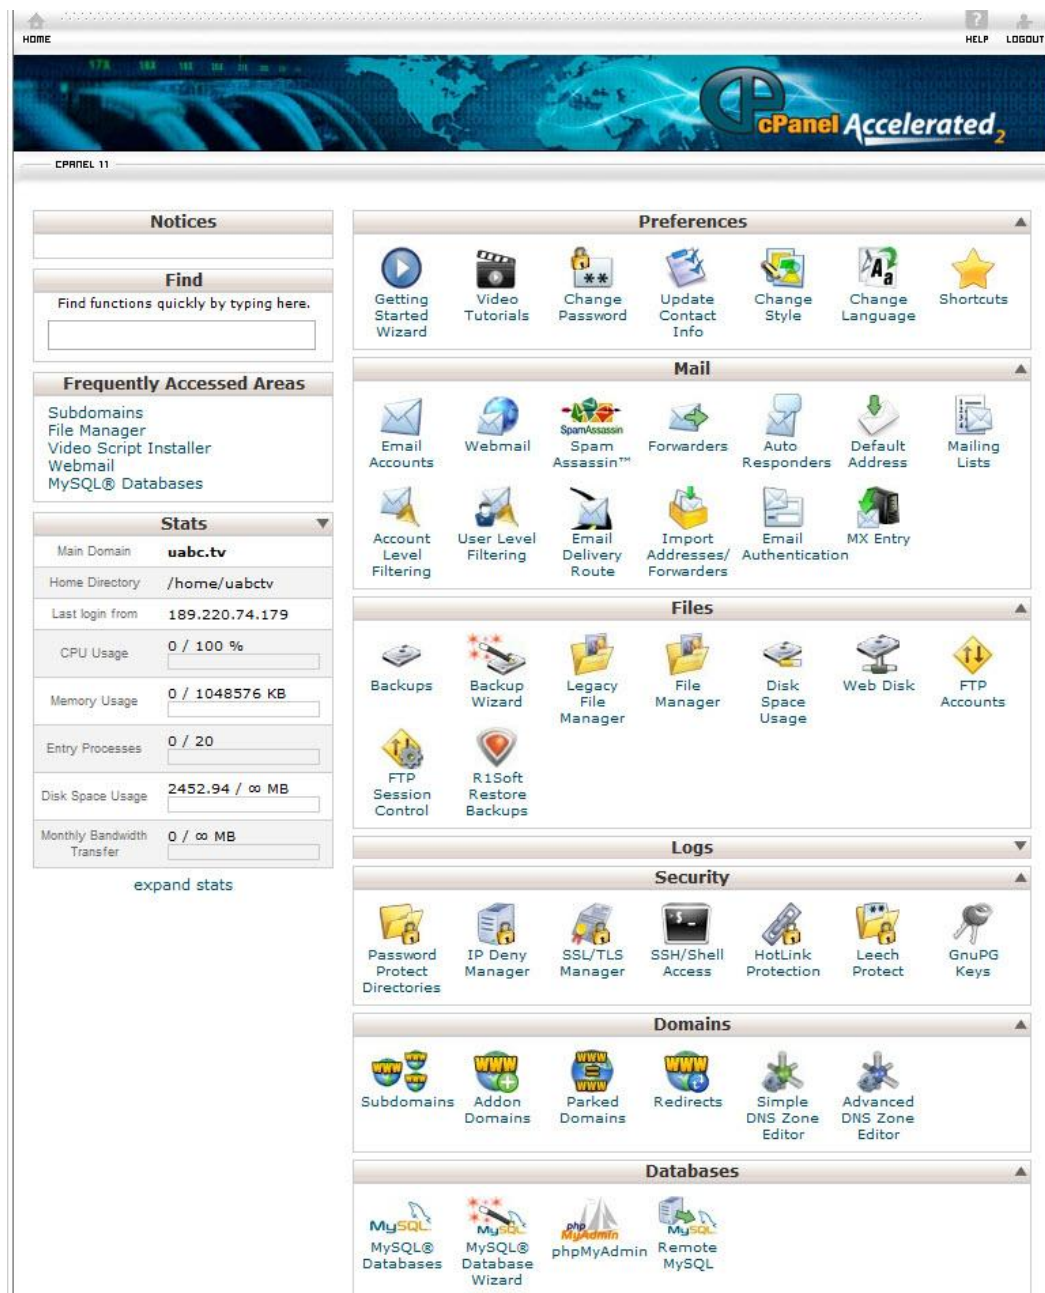 HOME
HELP
LOGOUT
cPanel Accelerated2
CPANEL 11
Notices
Find
Find functions quickly by typing here.
Frequently Accessed Areas
Subdomains
File Manager
Video Script Installer
Webmail
MySQL® Databases
Stats
Main Domain uabc.tv
Home Directory /home/uabctv
Last login from 189.220.74.179
CPU Usage 0 / 100 %
Memory Usage 0 / 1048576 KB
Entry Processes 0 / 20
Disk Space Usage 2452.94 / ∞ MB
Monthly Bandwidth
Transfer
0 / ∞ MB
expand stats
Preferences
Getting
Started
Wizard
Video
Tutorials
**
Change
Password
Update
Contact
Info
Change
Style
Aa
Change
Language
Shortcuts
Mail
Email
Accounts
Webmail
SpamAssassin
Spam
Assassin™
Forwarders
Auto
Responders
Default
Address
Mailing
Lists
Account
Level
Filtering
User Level
Filtering
Email
Delivery
Route
Import
Addresses/
Forwarders
Email
Authentication
MX Entry
Files
Backups
Backup
Wizard
Legacy
File
Manager
File
Manager
Disk
Space
Usage
Web Disk
FTP
Accounts
FTP
Session
Control
R1Soft
Restore
Backups
Logs
Security
Password
Protect
Directories
IP Deny
Manager
SSL/TLS
Manager
$ _
SSH/Shell
Access
HotLink
Protection
**
Leech
Protect
GnuPG
Keys
Domains
WWW
Subdomains
WWW
Addon
Domains
WWW
WWW
Parked
Domains
WWW
Redirects
Simple
DNS Zone
Editor
Advanced
DNS Zone
Editor
Databases
MySQL
MySQL®
Databases
MySQL
MySQL®
Database
Wizard
php
MyAdmin
phpMyAdmin
MySQL
Remote
MySQL